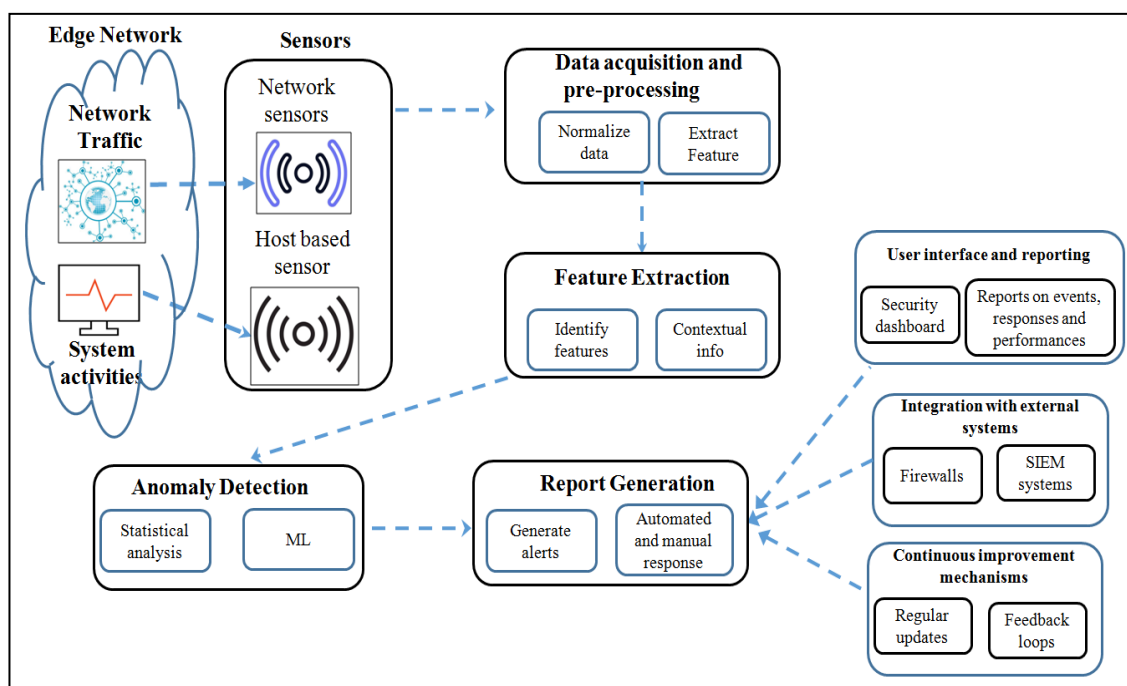 Edge Network
Network
Traffic
System
activities
Sensors
Network
sensors
Host based
sensor
Data acquisition and
pre-processing
Normalize
data
Extract
Feature
Feature Extraction
Identify
features
Contextual
info
Anomaly Detection
Statistical
analysis
ML
Report Generation
Generate
alerts
Automated
and manual
response
User interface and reporting
Security
dashboard
Reports on events,
responses and
performances
Integration with external
systems
Firewalls
SIEM
systems
Continuous improvement
mechanisms
Regular
updates
Feedback
loops